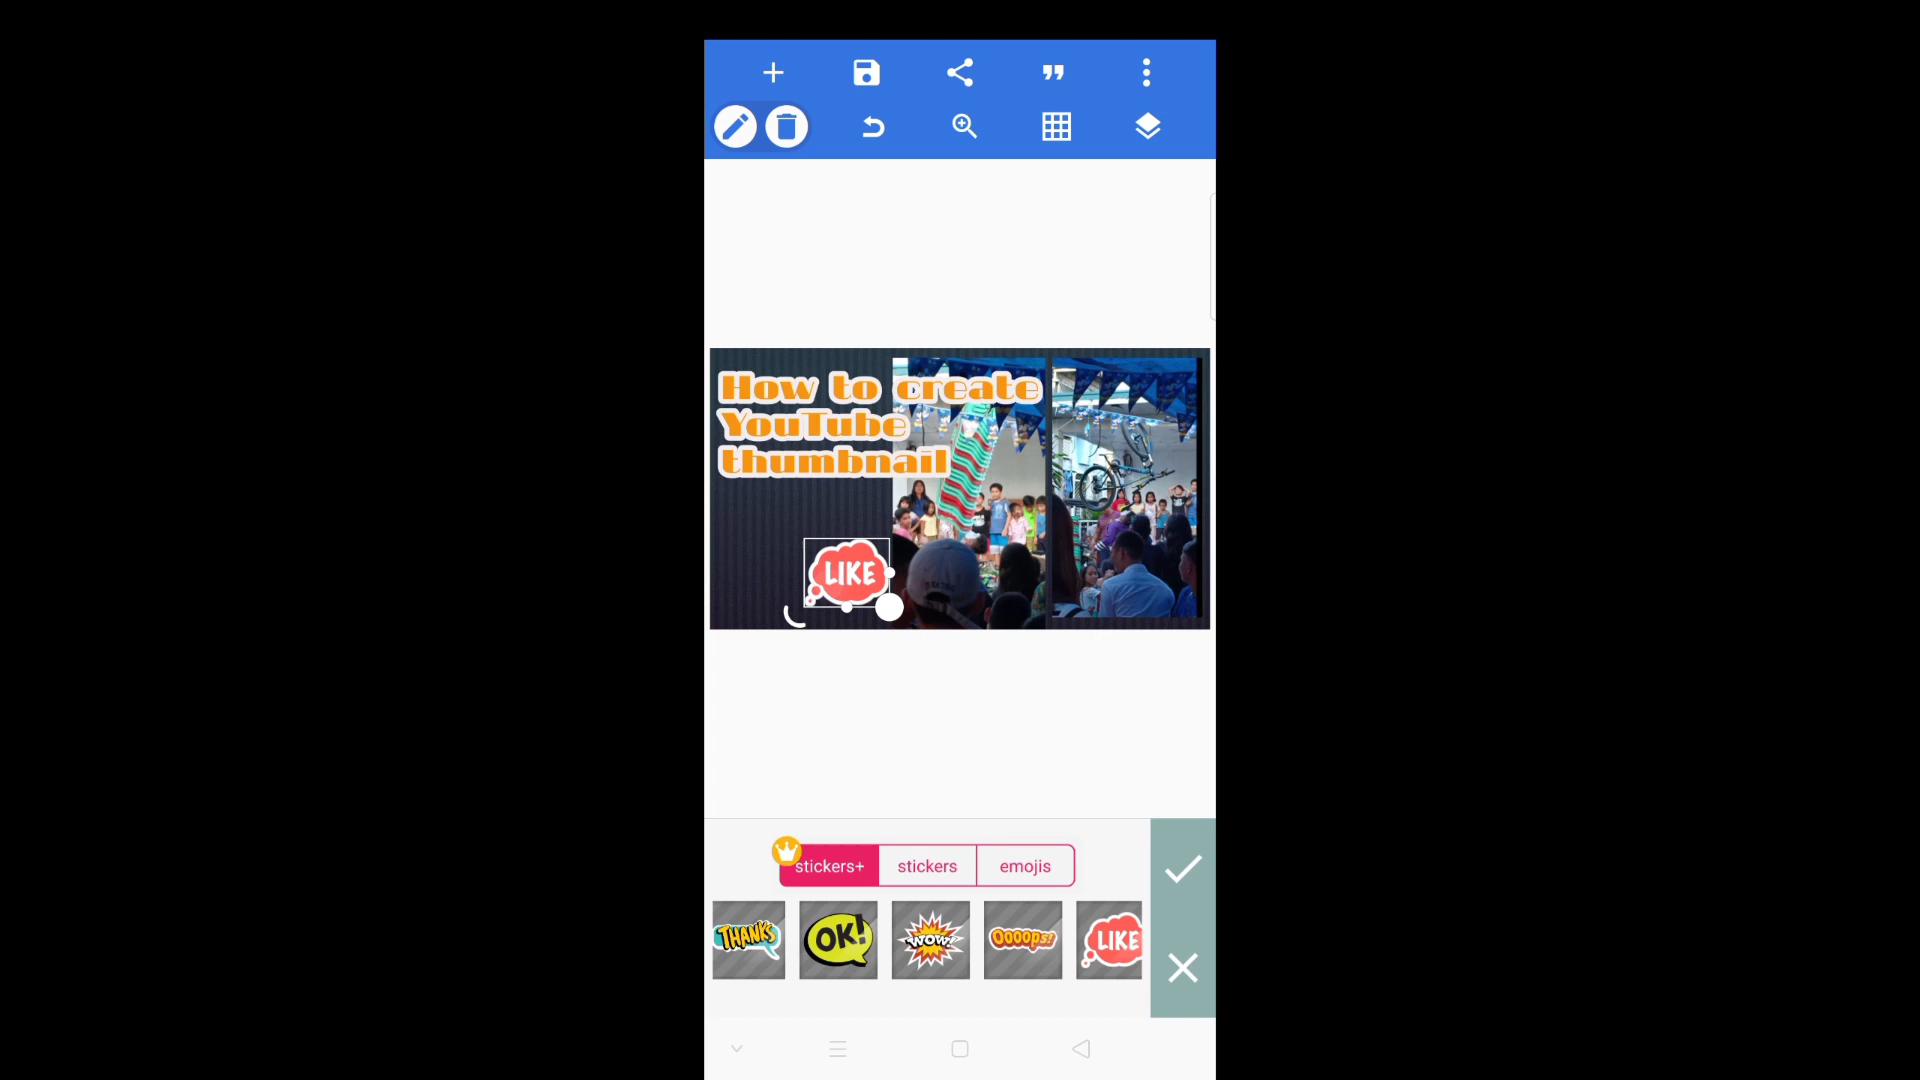 How to create
YouTube
thumbnail
LIKE
stickers+
stickers
emojis
THANKS
OK!
WOW!
Oooops!
LIKE